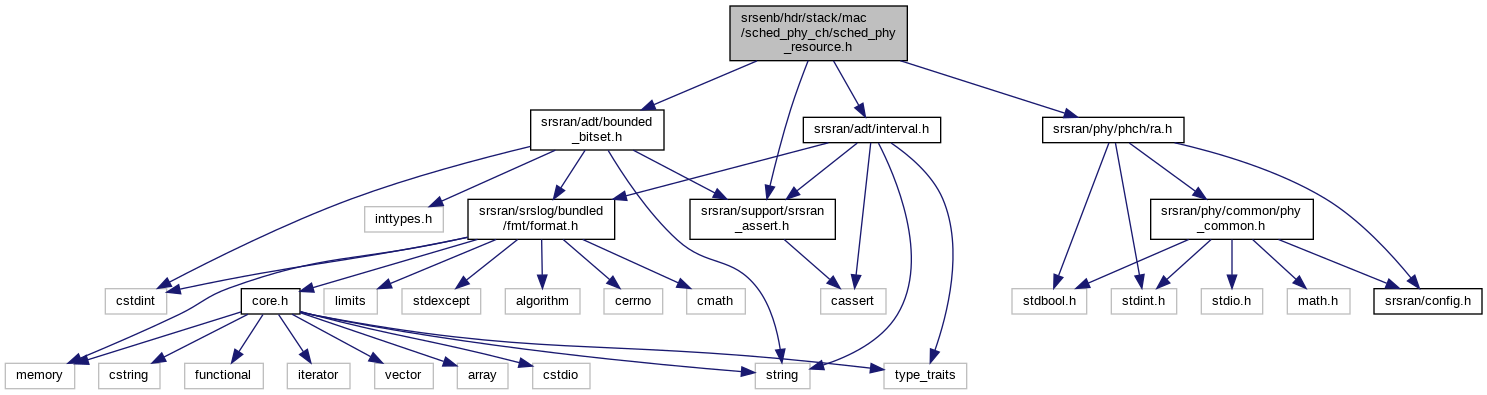 srsenb/hdr/stack/mac
/sched_phy_ch/sched_phy
_resource.h
srsran/adt/bounded
_bitset.h
srsran/adt/interval.h
srsran/phy/phch/ra.h
inttypes.h
srsran/srslog/bundled
/fmt/format.h
srsran/support/srsran
_assert.h
srsran/phy/common/phy
_common.h
cstdint
core.h
limits
stdexcept
algorithm
cerrno
cmath
cassert
stdbool.h
stdint.h
stdio.h
math.h
srsran/config.h
memory
cstring
functional
iterator
vector
array
cstdio
string
type_traits